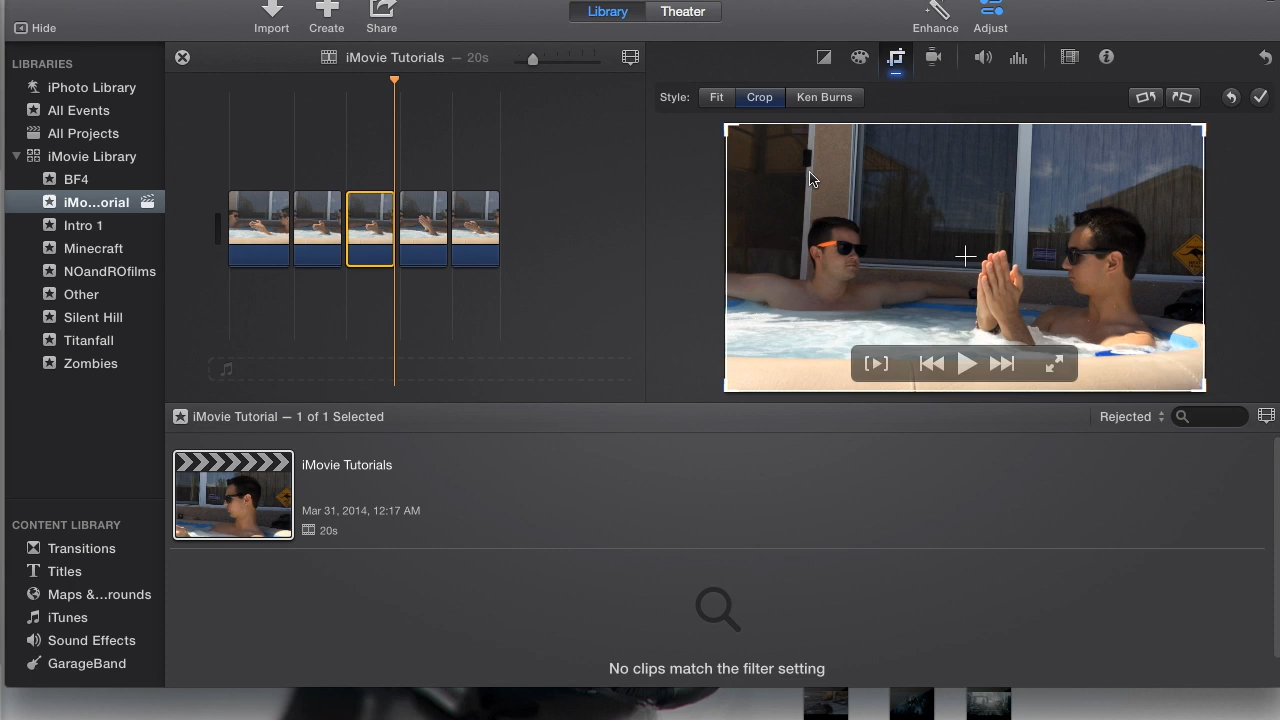 Library Theater
Hide Import Create Share Enhance Adjust
LIBRARIES
iPhoto Library
All Events
All Projects
iMovie Library
BF4
iMo...orial
Intro 1
Minecraft
NOandROfilms
Other
Silent Hill
Titanfall
Zombies
CONTENT LIBRARY
Transitions
Titles
Maps &...rounds
iTunes
Sound Effects
GarageBand
iMovie Tutorials — 20s
Style: Fit Crop Ken Burns
iMovie Tutorial — 1 of 1 Selected
Rejected
iMovie Tutorials
Mar 31, 2014, 12:17 AM
20s
No clips match the filter setting